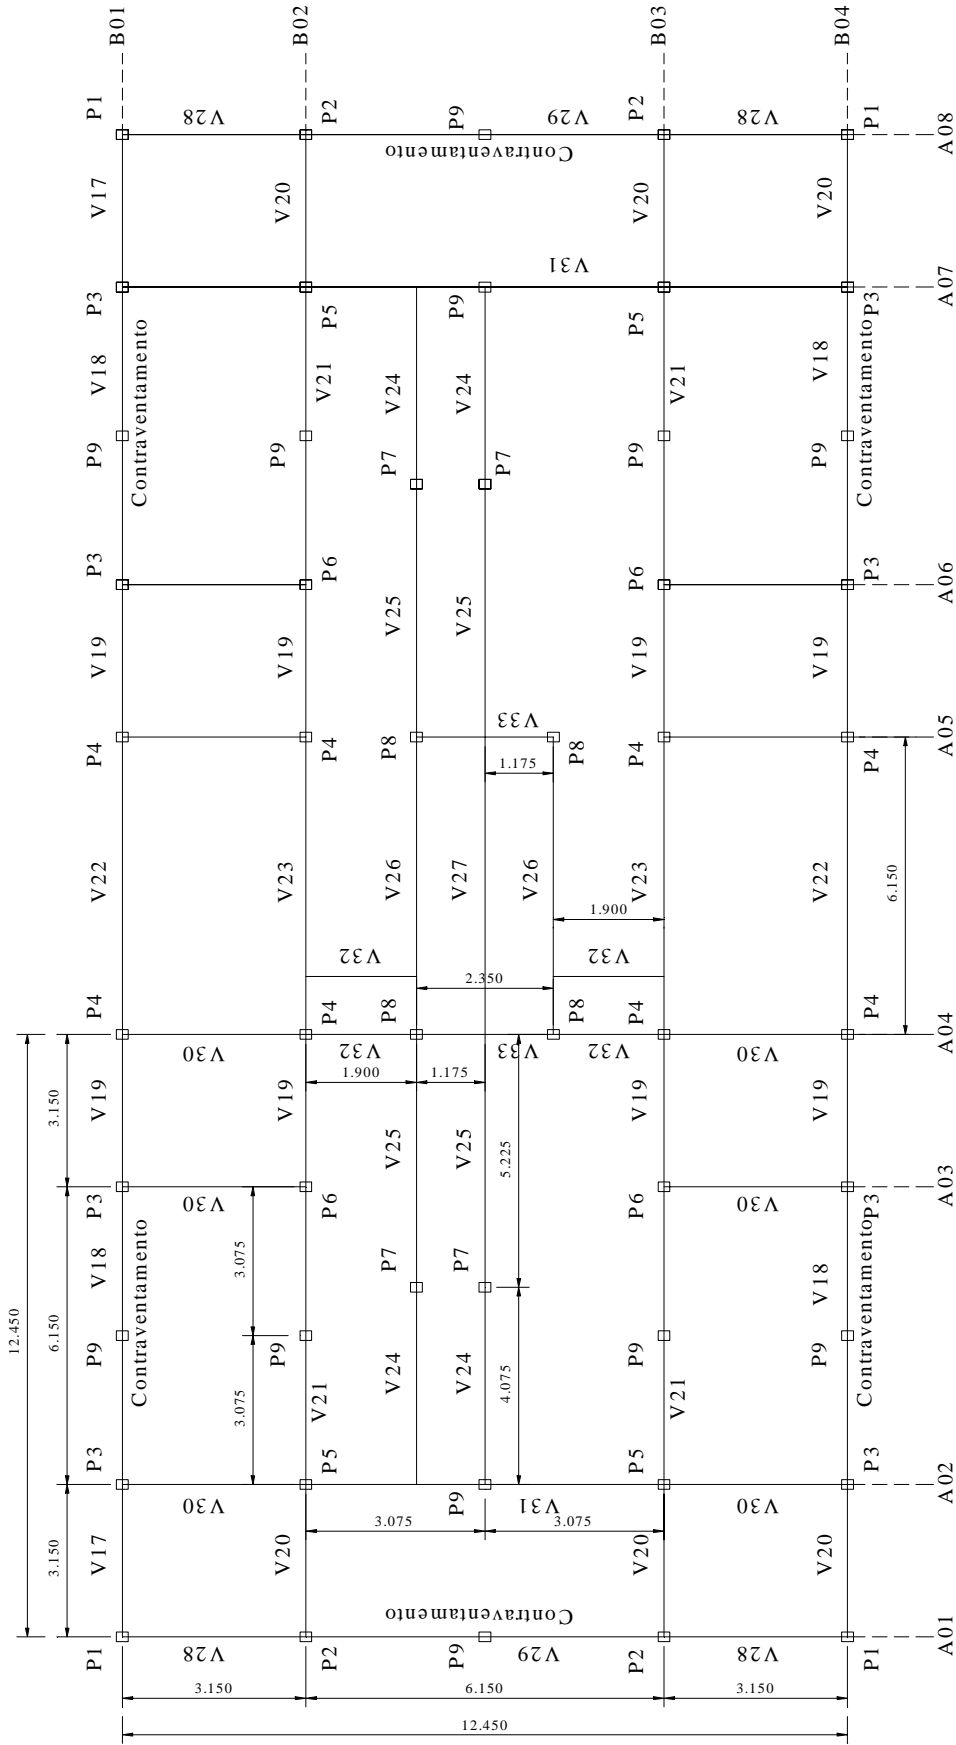 B01
B02
B03
B04
P1
V28
P2
P9
V29
P2
V28
P1
A08
Contraventamento
V17
V20
V20
V20
V31
A07
P3
P5
P9
P5
P3
Contraventamento
V18
V21
V24
V24
V21
V18
Contraventamento
P9
P9
P7
P7
P9
P9
P3
P6
P6
P3
A06
V19
V19
V25
V25
V19
V19
V33
A05
P4
P4
P8
1.175
P8
P4
P4
V22
V23
V26
V27
V26
V23
V22
1.900
6.150
V32
2.350
V32
P4
P4
P8
P8
P4
P4
A04
V30
V32
V33
V32
V30
1.900
1.175
3.150
V19
V19
V25
V25
5.225
V19
V19
A03
P3
V30
P6
P6
V30
P3
Contraventamento
V18
3.075
P7
P7
V18
Contraventamento
12.450
6.150
P9
P9
P9
P9
3.075
V21
V24
V24
4.075
V21
P3
P5
P5
P3
A02
V30
P9
V31
V30
3.075
3.075
3.150
V17
V20
V20
V20
Contraventamento
A01
P1
V28
P2
P9
V29
P2
V28
P1
3.150
6.150
3.150
12.450